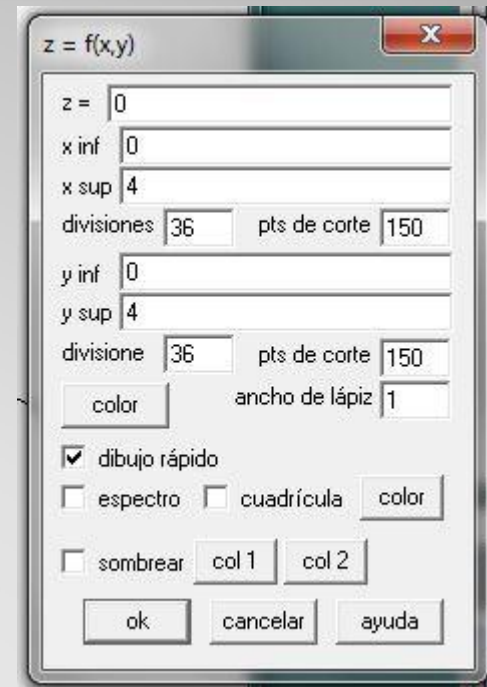 z = f(x,y)
z = 0
x inf 0
x sup 4
divisiones 36 pts de corte 150
y inf 0
y sup 4
divisione 36 pts de corte 150
color ancho de lápiz 1
dibujo rápido
espectro cuadrícula color
sombrear col 1 col 2
ok cancelar ayuda